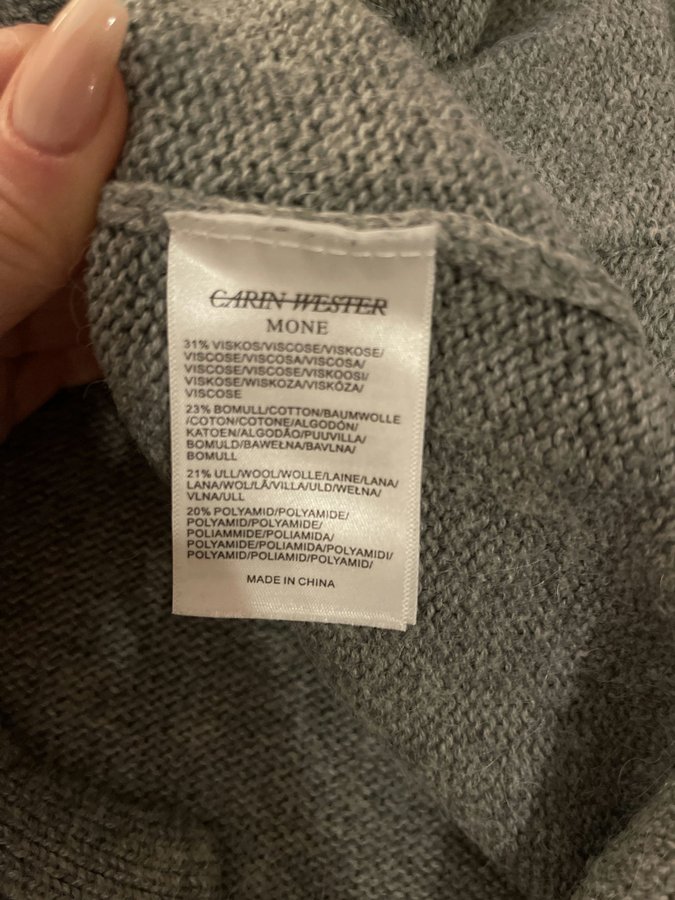 CARIN WESTER
MONE
31% VISKOS/VISCOSE/VISKOSE/
VISCOSE/VISCOSA/VISCOSA/
VISCOSE/VISCOSE/VISKOOSI/
VISKOSE/WISKOZA/VISKÓZA/
VISCOSE
23% BOMULL/COTTON/BAUMWOLLE
/COTON/COTONE/ALGODÓN/
KATOEN/ALGODÃO/PUUVILLA/
BOMULD/BAWEŁNA/BAVLNA/
BOMULL
21% ULL/WOOL/WOLLE/LAINE/LANA/
LANA/WOL/LÃ/VILLA/ULD/WEŁNA/
VLNA/ULL
20% POLYAMID/POLYAMIDE/
POLYAMID/POLYAMIDE/
POLIAMMIDE/POLIAMIDA/
POLYAMIDE/POLIAMIDA/POLYAMIDI/
POLYAMID/POLIAMID/POLYAMID/
MADE IN CHINA